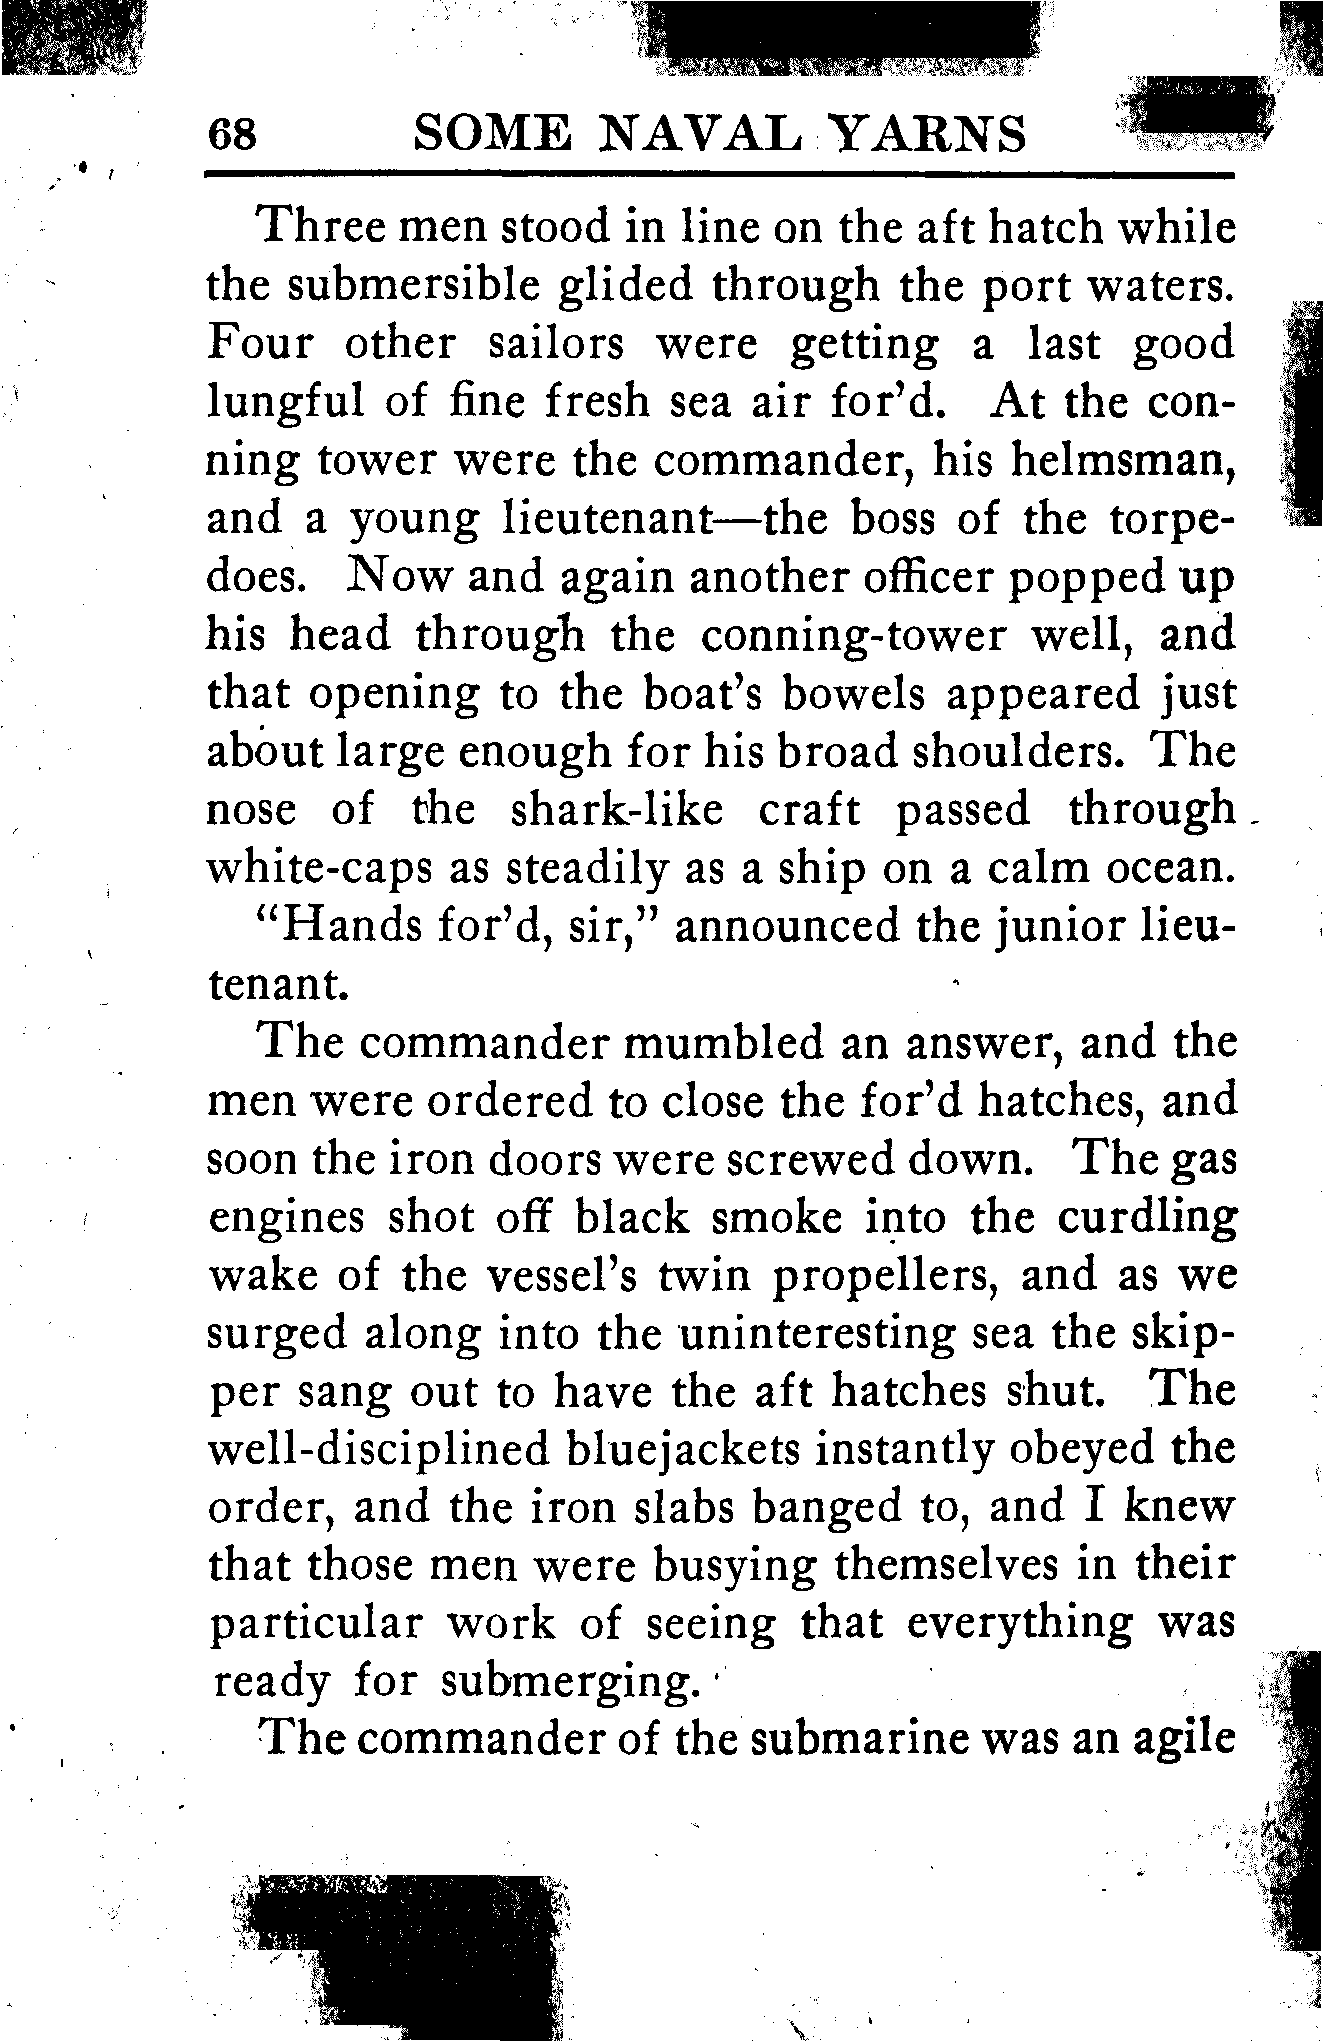 68 SOME NAVAL YARNS
Three men stood in line on the aft hatch while
the submersible glided through the port waters.
Four other sailors were getting a last good
lungful of fine fresh sea air for’d. At the con-
ning tower were the commander, his helmsman,
and a young lieutenant—the boss of the torpe-
does. Now and again another officer popped up
his head through the conning-tower well, and
that opening to the boat’s bowels appeared just
about large enough for his broad shoulders. The
nose of the shark-like craft passed through
white-caps as steadily as a ship on a calm ocean.
“Hands for’d, sir,” announced the junior lieu-
tenant.
The commander mumbled an answer, and the
men were ordered to close the for’d hatches, and
soon the iron doors were screwed down. The gas
engines shot off black smoke into the curdling
wake of the vessel’s twin propellers, and as we
surged along into the uninteresting sea the skip-
per sang out to have the aft hatches shut. The
well-disciplined bluejackets instantly obeyed the
order, and the iron slabs banged to, and I knew
that those men were busying themselves in their
particular work of seeing that everything was
ready for submerging.
The commander of the submarine was an agile